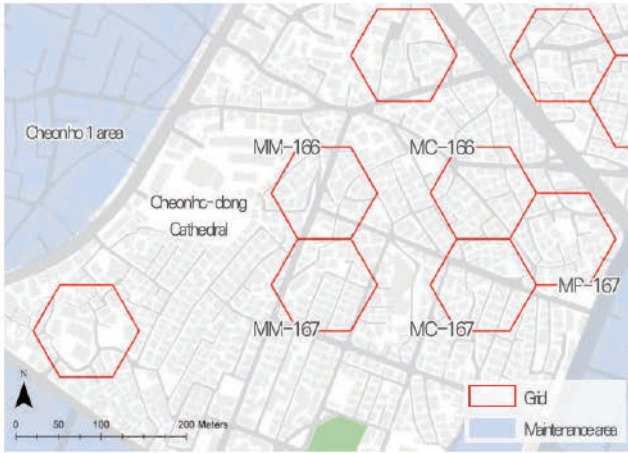 MM-166
MC-166
Cheonho 1 area
Cheonho-dong
Cathedral
MP-167
MM-167
MC-167
N
0 25 50 100 200 Meters
Grid
Maintenance area